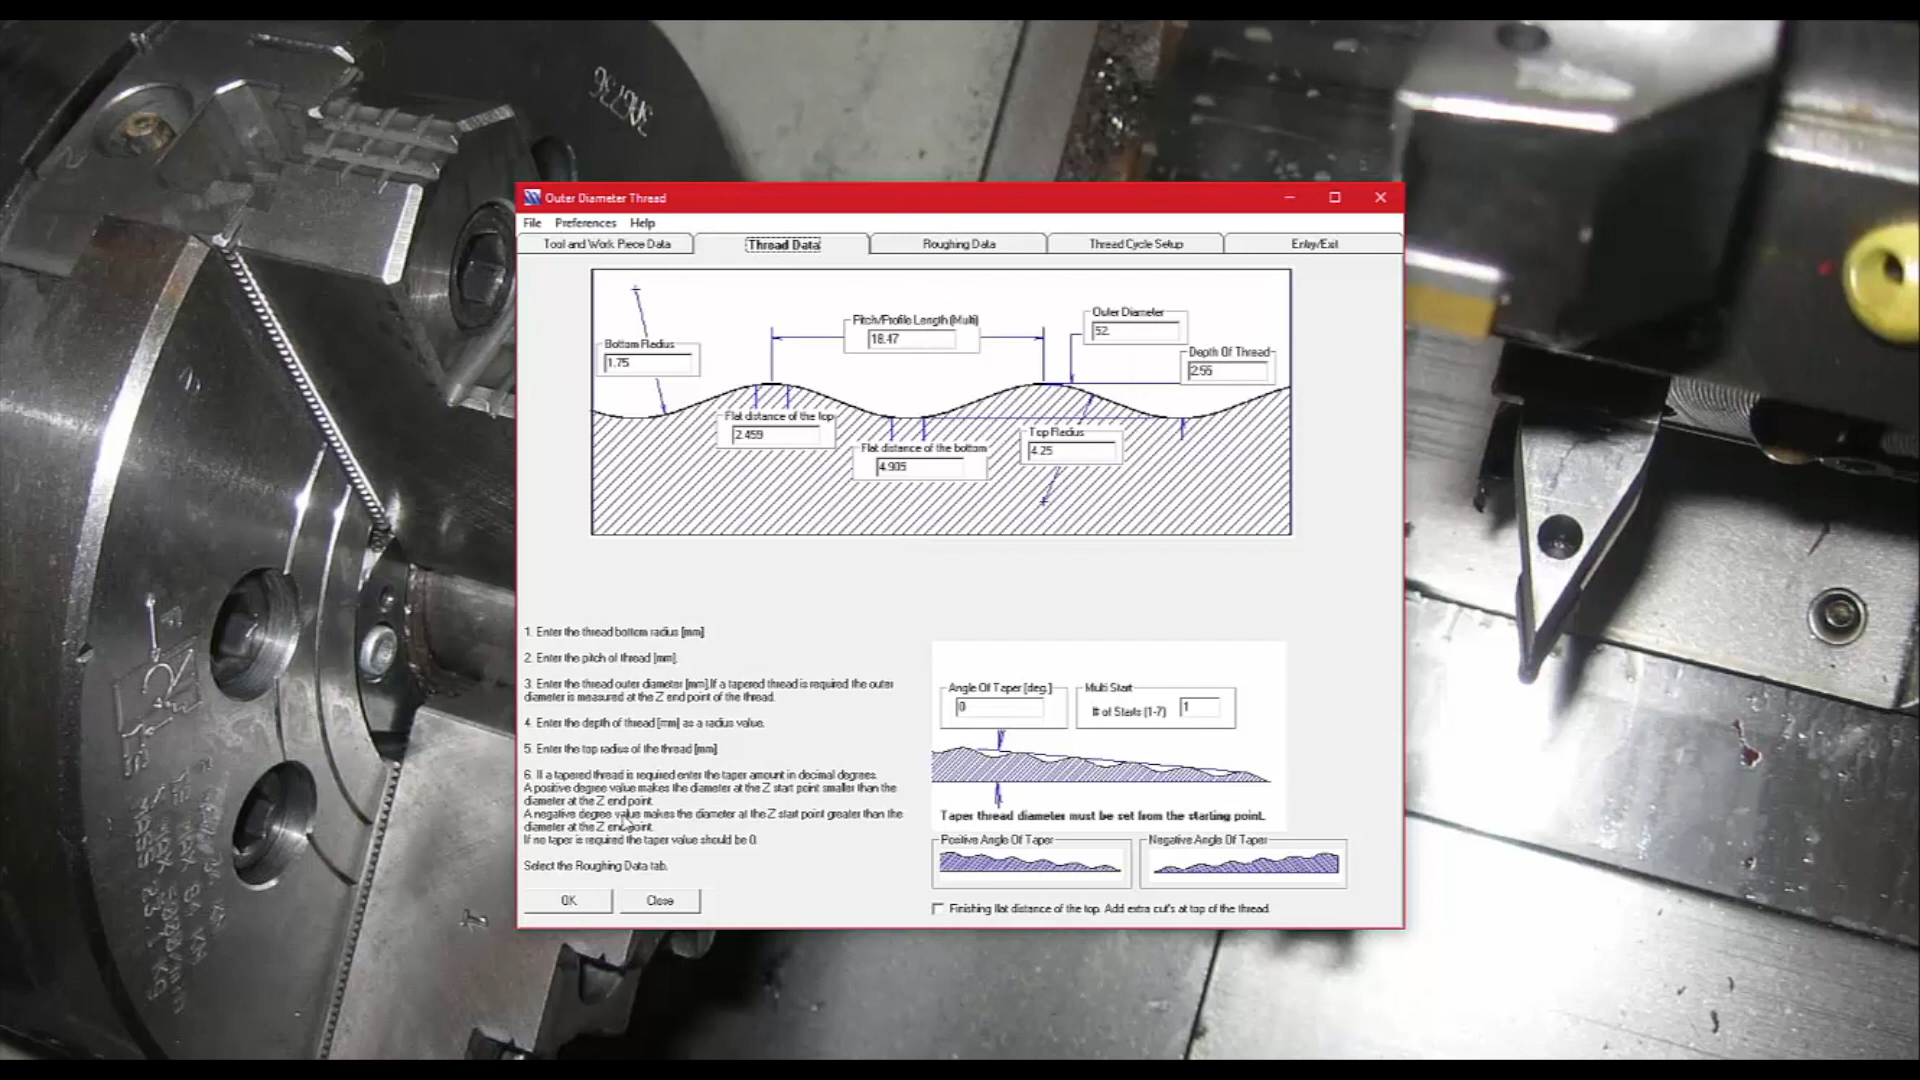 Outer Diameter Thread
File Preferences Help
Tool and Work Piece Data
Thread Data
Roughing Data
Thread Cycle Setup
Entry/Exit
Bottom Radius
1.75
Pitch/Profile Length (Multi)
18.47
Outer Diameter
52.
Depth Of Thread
2.55
Flat distance of the top
2.459
Flat distance of the bottom
4.905
Top Radius
4.25
1. Enter the thread bottom radius [mm]
2. Enter the pitch of thread [mm].
3. Enter the thread outer diameter [mm].If a tapered thread is required the outer
diameter is measured at the Z end point of the thread.
4. Enter the depth of thread [mm] as a radius value.
5. Enter the top radius of the thread [mm]
6. If a tapered thread is required enter the taper amount in decimal degrees.
A positive degree value makes the diameter at the Z start point smaller than the
diameter at the Z end point.
A negative degree value makes the diameter at the Z start point greater than the
diameter at the Z end point.
If no taper is required the taper value should be 0.
Select the Roughing Data tab.
OK
Close
Angle Of Taper [deg.]
0
Multi Start
# of Starts (1-7)
1
Taper thread diameter must be set from the starting point.
Positive Angle Of Taper
Negative Angle Of Taper
Finishing flat distance of the top. Add extra cut's at top of the thread.